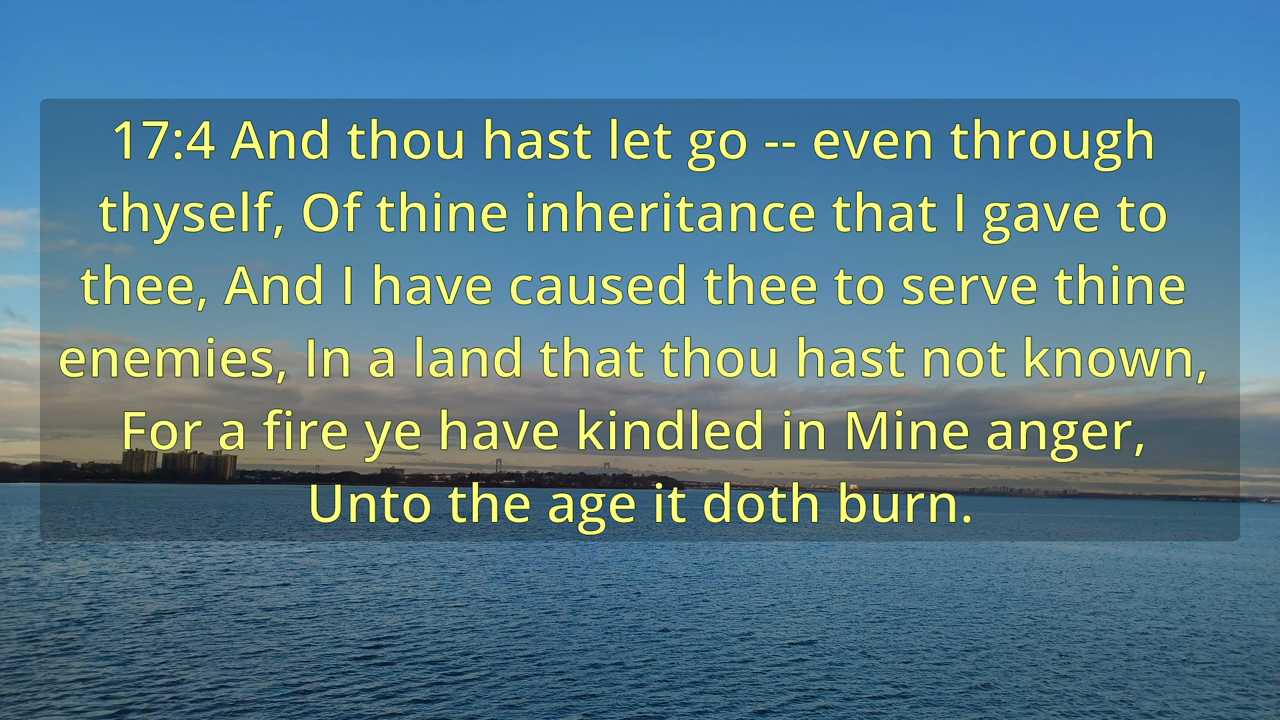 17:4 And thou hast let go -- even through
thyself, Of thine inheritance that I gave to
thee, And I have caused thee to serve thine
enemies, In a land that thou hast not known,
For a fire ye have kindled in Mine anger,
Unto the age it doth burn.